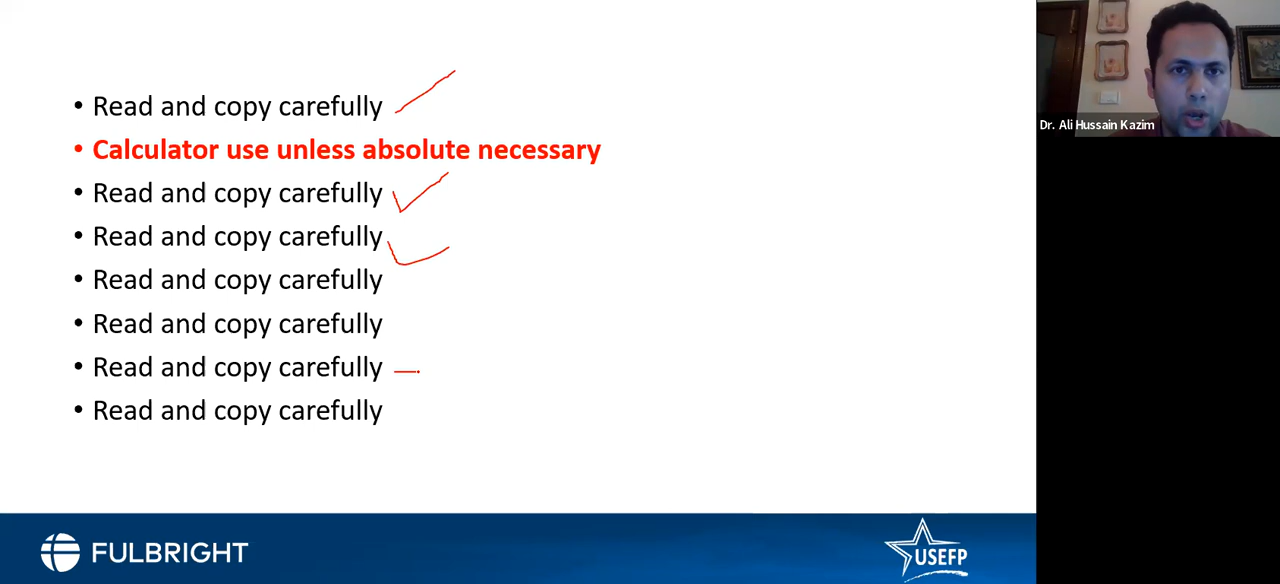 • Read and copy carefully
• Calculator use unless absolute necessary
• Read and copy carefully
• Read and copy carefully
• Read and copy carefully
• Read and copy carefully
• Read and copy carefully
• Read and copy carefully
Dr. Ali Hussain Kazim
FULBRIGHT
USEFP